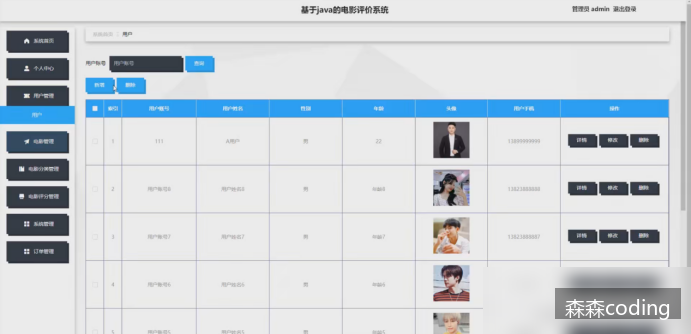 基于java的电影评价系统
管理员 admin 退出登录
系统首页
用户
系统首页
个人中心
用户管理
用户
电影管理
电影分类管理
电影评分管理
系统管理
订单管理
用户账号 用户账号 查询
新增 删除
索引 用户账号 用户姓名 性别 年龄 头像 用户手机 操作
1 111 A用户 男 22 详情 修改 删除
2 用户账号8 用户姓名8 男 年龄8 13823888888 详情 修改 删除
3 用户账号7 用户姓名7 男 年龄7 13823888887 详情 修改 删除
4 用户账号6 用户姓名6 男 年龄6
5 用户账号5 用户姓名5 男 年龄5
森森coding